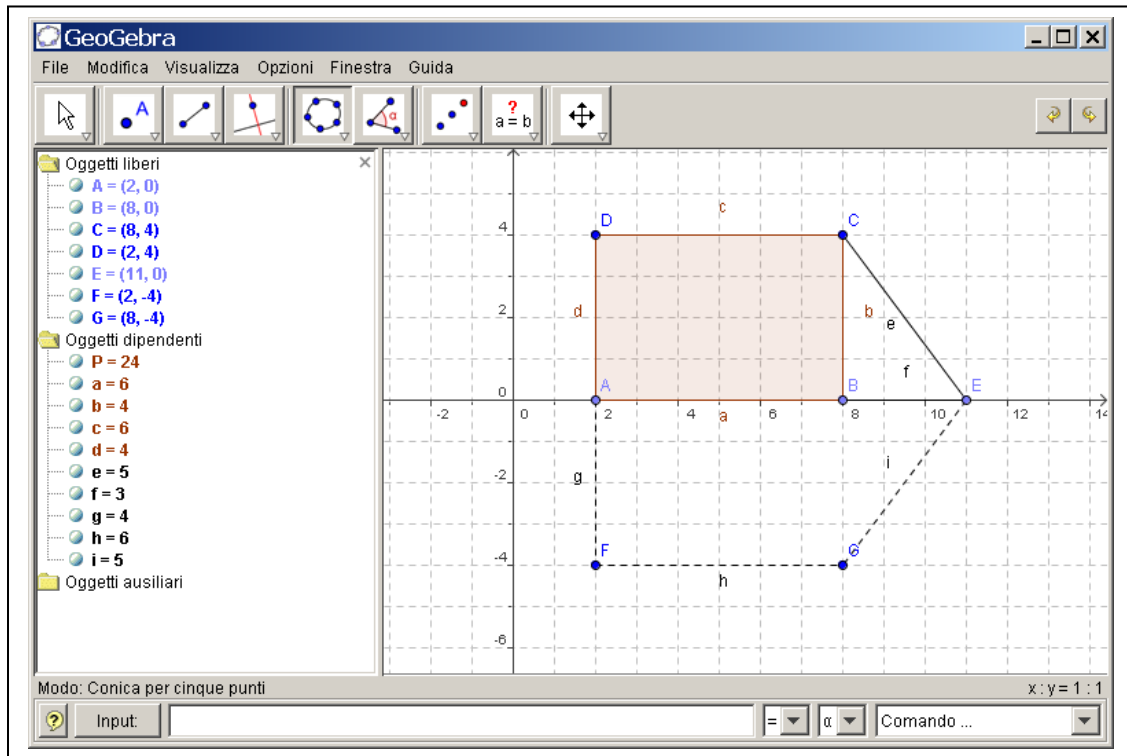 GeoGebra
File Modifica Visualizza Opzioni Finestra Guida
A
α
?
a = b
Oggetti liberi
A = (2, 0)
B = (8, 0)
C = (8, 4)
D = (2, 4)
E = (11, 0)
F = (2, -4)
G = (8, -4)
Oggetti dipendenti
P = 24
a = 6
b = 4
c = 6
d = 4
e = 5
f = 3
g = 4
h = 6
i = 5
Oggetti ausiliari
c
D C
4
2 d b
e
f
0 A B E
-2 0 2 4 a 6 8 10 12 14
i
-2 g
-4 F G
h
-6
Modo: Conica per cinque punti x : y = 1 : 1
? Input: = α Comando ...